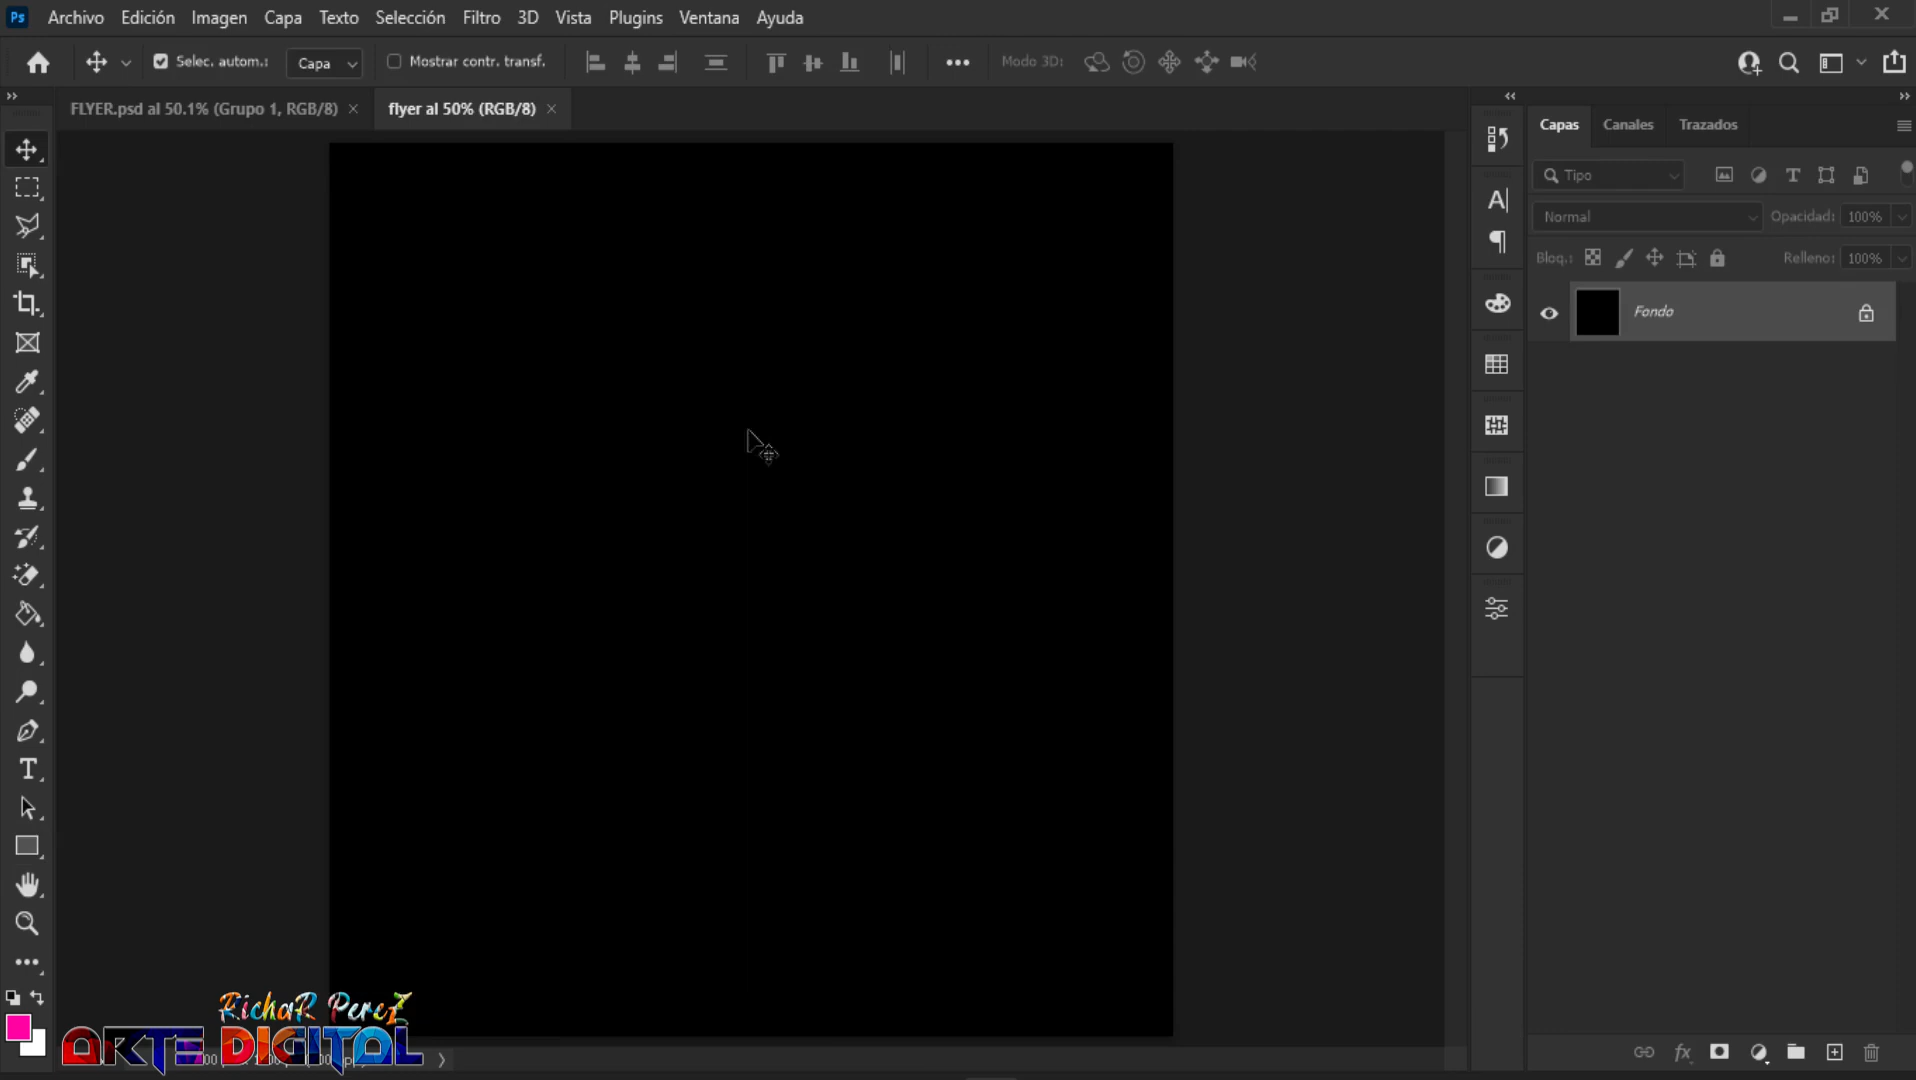 Ps Archivo Edición Imagen Capa Texto Selección Filtro 3D Vista Plugins Ventana Ayuda
Selec. autom.: Capa Mostrar contr. transf. Modo 3D:
FLYER.psd al 50.1% (Grupo 1, RGB/8) × flyer al 50% (RGB/8) ×
Capas Canales Trazados
Tipo
Normal Opacidad: 100%
Bloq.: Relleno: 100%
Fondo
RichaR PereZ
ARTE DIGITAL